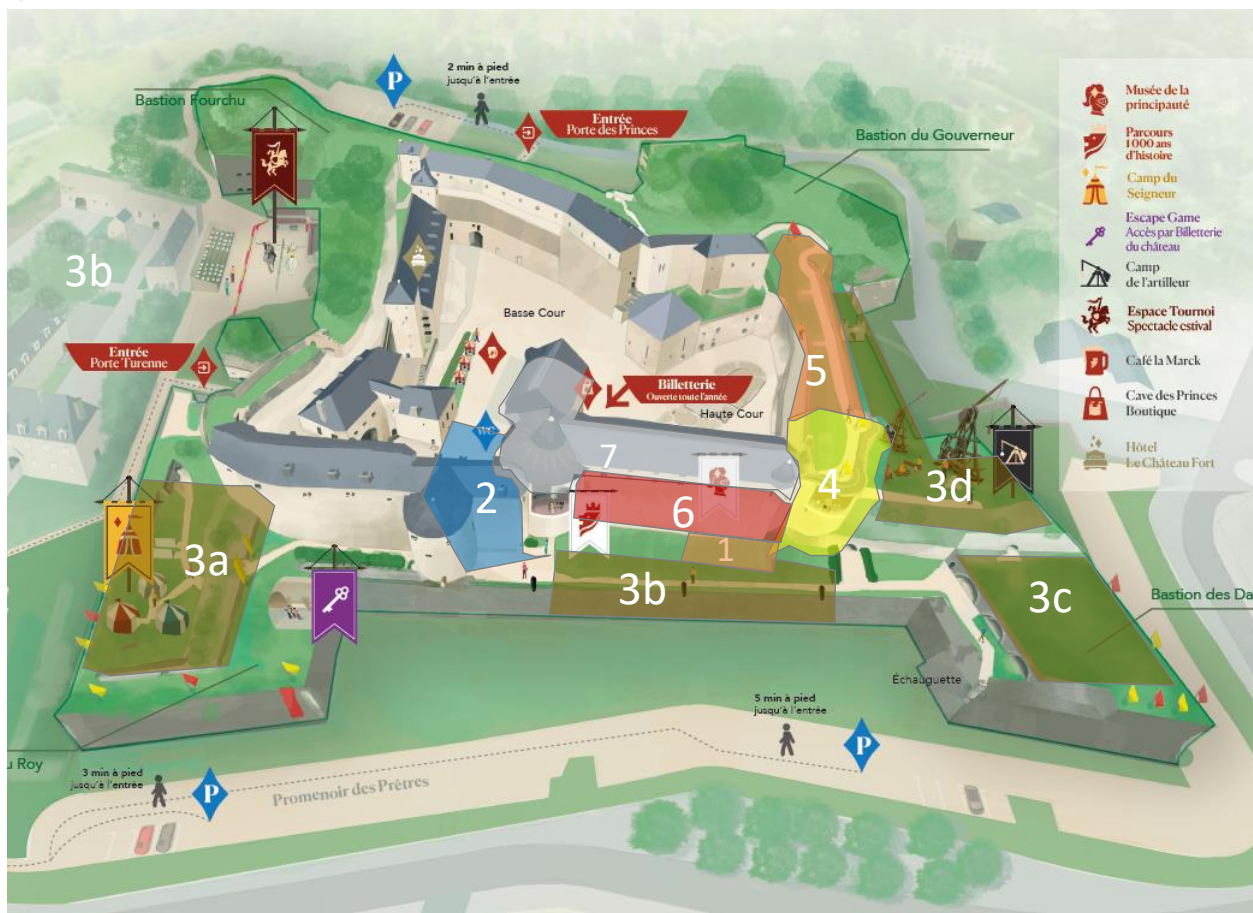 2 min à pied
jusqu'à l'entrée
Bastion Fourchu
Entrée
Porte des Princes
Bastion du Gouverneur
Musée de la
principauté
Parcours
1000 ans
d'histoire
Camp du
Seigneur
Escape Game
Accès par Billetterie
du château
Camp
de l'artilleur
Espace Tournoi
Spectacle estival
Café la Marck
Cave des Princes
Boutique
Hôtel
Le Château Fort
P
3b
Basse Cour
Entrée
Porte Turenne
Billetterie
Ouverte toute l'année
Haute Cour
WC
5
7
2
4
6
3d
3a
1
3b
3c
Bastion des Da
Échauguette
5 min à pied
jusqu'à l'entrée
P
u Roy
3 min à pied
jusqu'à l'entrée
P
Promenoir des Prêtres